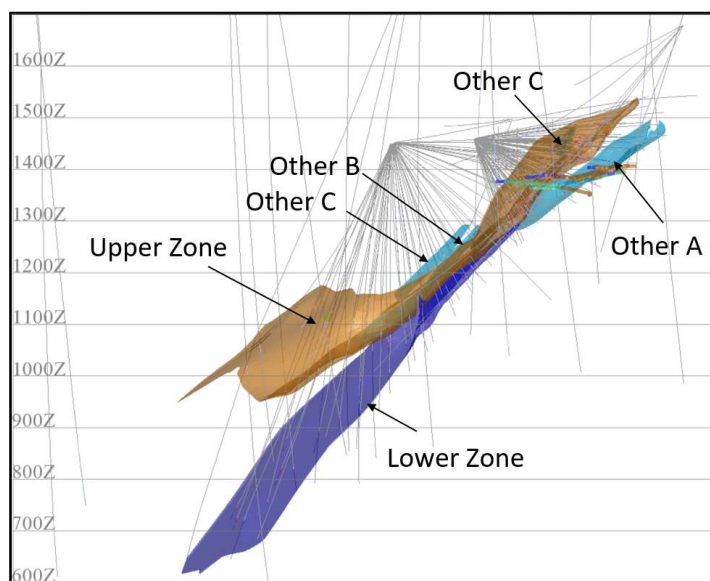 1600Z
Other C
1500Z
1400Z
Other B
Other C
1300Z
Other A
Upper Zone
1200Z
1100Z
1000Z
900Z
Lower Zone
800Z
700Z
600Z